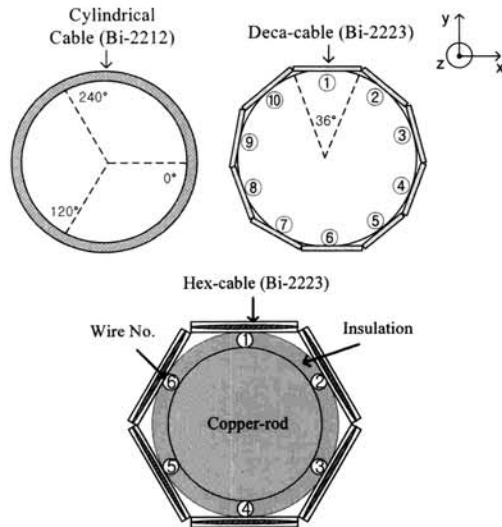 Cylindrical
Cable (Bi-2212)
240°
0°
120°
Deca-cable (Bi-2223)
①
②
③
④
⑤
⑥
⑦
⑧
⑨
⑩
36°
y
z
x
Hex-cable (Bi-2223)
Wire No.
Insulation
①
②
③
④
⑤
⑥
Copper-rod